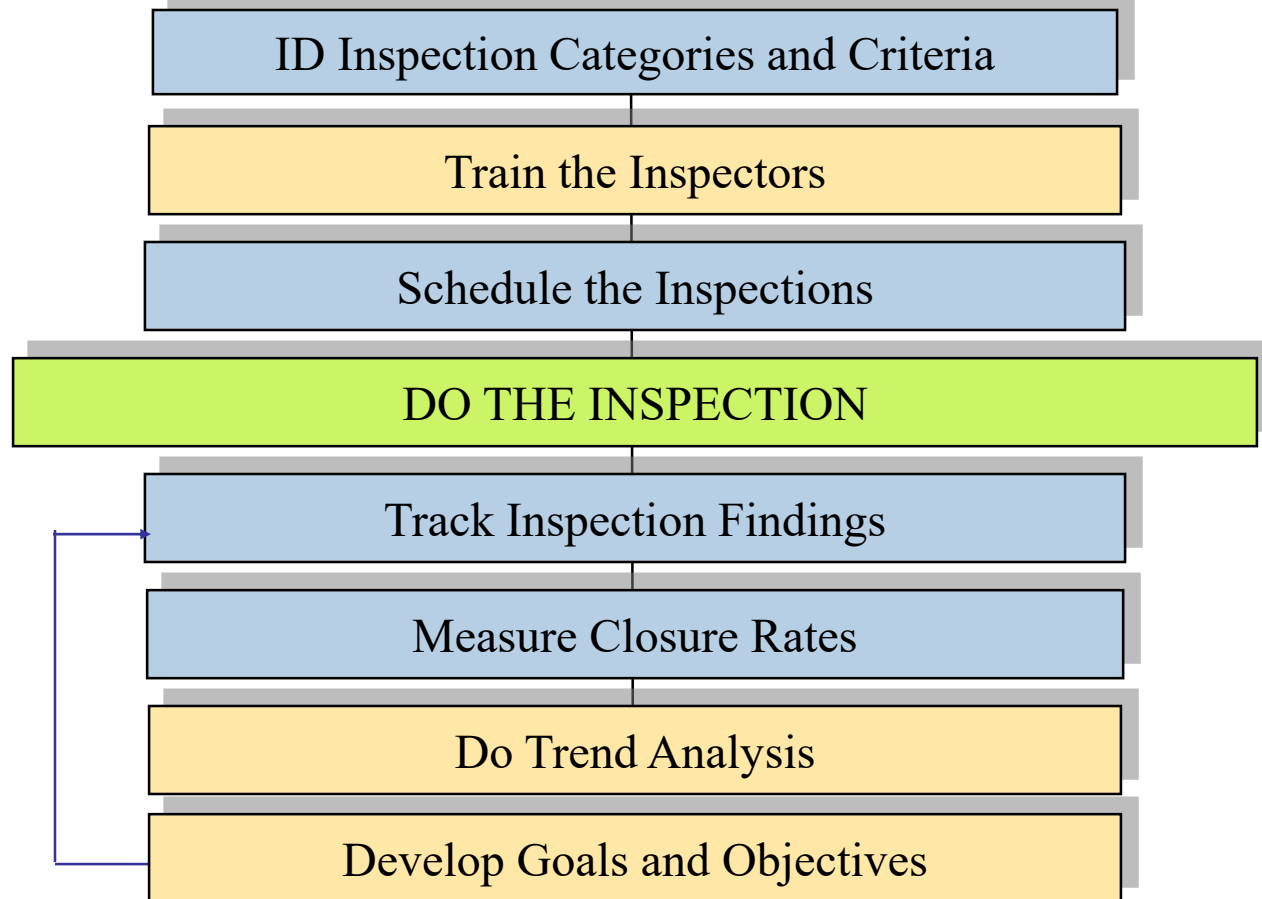 ID Inspection Categories and Criteria
Train the Inspectors
Schedule the Inspections
DO THE INSPECTION
Track Inspection Findings
Measure Closure Rates
Do Trend Analysis
Develop Goals and Objectives